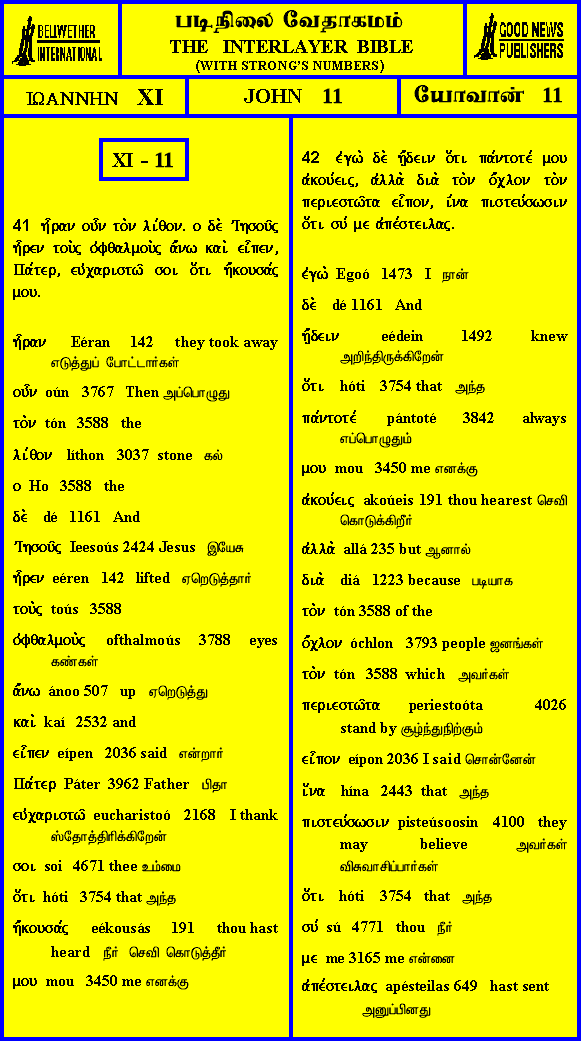 BELLWETHER
INTERNATIONAL
படிநிலை வேதாகமம்
THE INTERLAYER BIBLE
(WITH STRONG'S NUMBERS)
GOOD NEWS
PUBLISHERS
ΙΩΑΝΝΗΝ XI
JOHN 11
யோவான் 11
XI - 11
41 ἦραν οὖν τὸν λίθον. ο δὲ Ἰησοῦς
ἦρεν τοὺς ὀφθαλμοὺς ἄνω καὶ εἶπεν,
Πάτερ, εὐχαριστῶ σοι ὅτι ἤκουσάς
μου.
ἦραν Eéran 142 they took away
எடுத்துப் போட்டார்கள்
οὖν oún 3767 Then அப்பொழுது
τὸν tón 3588 the
λίθον líthon 3037 stone கல்
ο Ho 3588 the
δὲ dé 1161 And
Ἰησοῦς Ieesoús 2424 Jesus இயேசு
ἦρεν eéren 142 lifted ஏறெடுத்தார்
τοὺς toús 3588
ὀφθαλμοὺς ofthalmoús 3788 eyes
கண்கள்
ἄνω ánoo 507 up ஏறெடுத்து
καὶ kaí 2532 and
εἶπεν eípen 2036 said என்றார்
Πάτερ Páter 3962 Father பிதா
εὐχαριστῶ eucharistoó 2168 I thank
ஸ்தோத்திரிக்கிறேன்
σοι soi 4671 thee உம்மை
ὅτι hóti 3754 that அந்த
ἤκουσάς eékousás 191 thou hast
heard நீர் செவி கொடுத்தீர்
μου mou 3450 me எனக்கு
42 ἐγὼ δὲ ᾔδειν ὅτι πάντοτέ μου
ἀκούεις, ἀλλὰ διὰ τὸν ὄχλον τὸν
περιεστῶτα εἶπον, ἵνα πιστεύσωσιν
ὅτι σύ με ἀπέστειλας.
ἐγὼ Egoó 1473 I நான்
δὲ dé 1161 And
ᾔδειν eédein 1492 knew
அறிந்திருக்கிறேன்
ὅτι hóti 3754 that அந்த
πάντοτέ pántoté 3842 always
எப்பொழுதும்
μου mou 3450 me எனக்கு
ἀκούεις akoúeis 191 thou hearest செவி
கொடுக்கிறீர்
ἀλλὰ allá 235 but ஆனால்
διὰ diá 1223 because படியாக
τὸν tón 3588 of the
ὄχλον óchlon 3793 people ஜனங்கள்
τὸν tón 3588 which அவர்கள்
περιεστῶτα periestoóta 4026
stand by சூழ்ந்துநிற்கும்
εἶπον eípon 2036 I said சொன்னேன்
ἵνα hína 2443 that அந்த
πιστεύσωσιν pisteúsoosin 4100 they
may believe அவர்கள்
விசுவாசிப்பார்கள்
ὅτι hóti 3754 that அந்த
σύ sú 4771 thou நீர்
με me 3165 me என்னை
ἀπέστειλας apésteilas 649 hast sent
அனுப்பினது